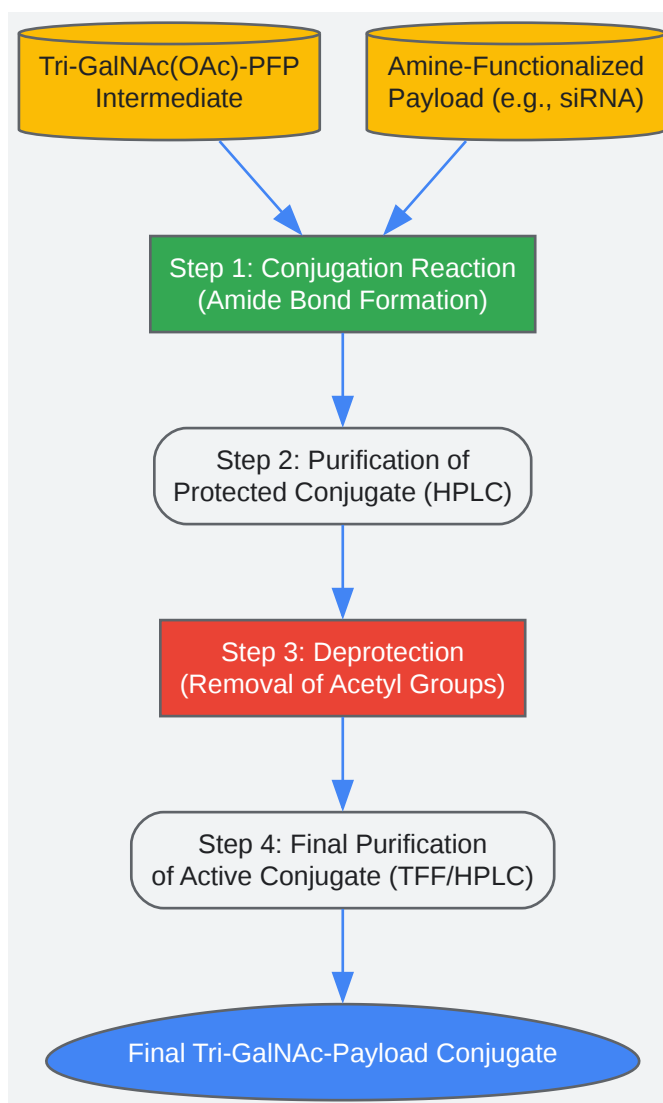 Tri-GalNAc(OAc)-PFP
Intermediate
Amine-Functionalized
Payload (e.g., siRNA)
Step 1: Conjugation Reaction
(Amide Bond Formation)
Step 2: Purification of
Protected Conjugate (HPLC)
Step 3: Deprotection
(Removal of Acetyl Groups)
Step 4: Final Purification
of Active Conjugate (TFF/HPLC)
Final Tri-GalNAc-Payload Conjugate